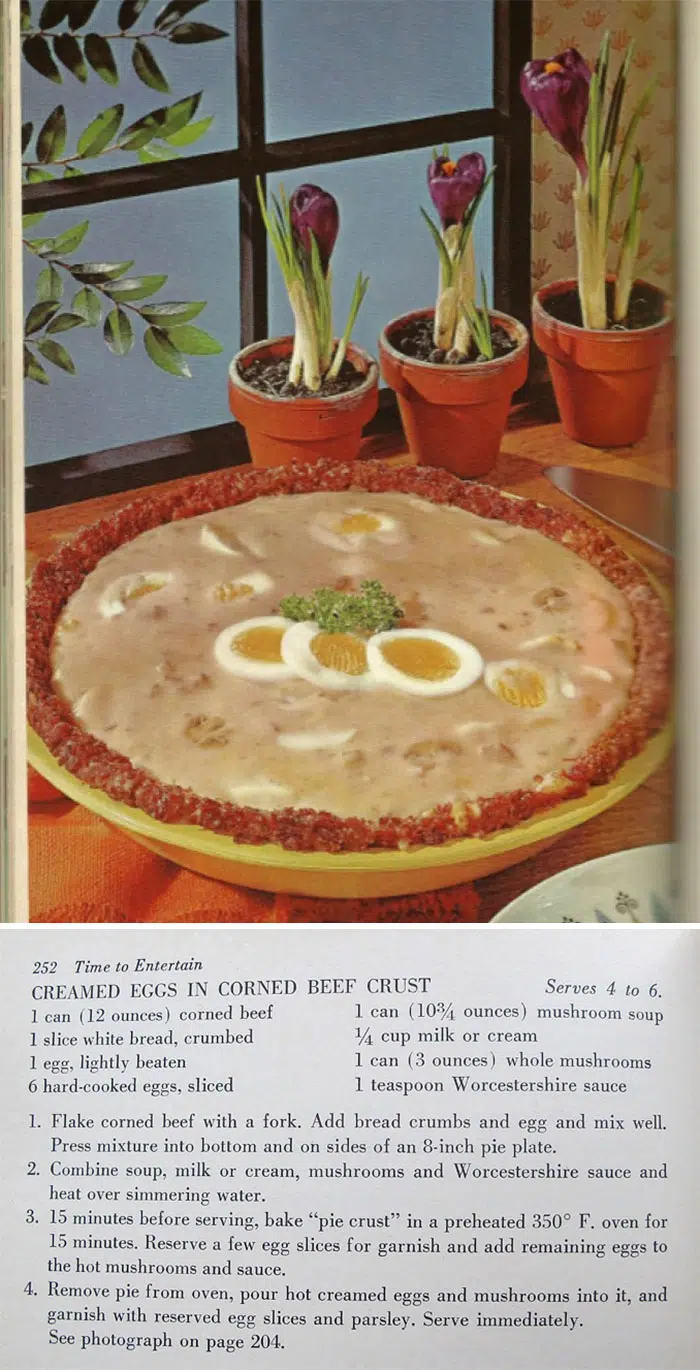 252 Time to Entertain
CREAMED EGGS IN CORNED BEEF CRUST Serves 4 to 6.
1 can (12 ounces) corned beef
1 slice white bread, crumbed
1 egg, lightly beaten
6 hard-cooked eggs, sliced
1 can (10¾ ounces) mushroom soup
¼ cup milk or cream
1 can (3 ounces) whole mushrooms
1 teaspoon Worcestershire sauce
1. Flake corned beef with a fork. Add bread crumbs and egg and mix well.
Press mixture into bottom and on sides of an 8-inch pie plate.
2. Combine soup, milk or cream, mushrooms and Worcestershire sauce and
heat over simmering water.
3. 15 minutes before serving, bake “pie crust” in a preheated 350° F. oven for
15 minutes. Reserve a few egg slices for garnish and add remaining eggs to
the hot mushrooms and sauce.
4. Remove pie from oven, pour hot creamed eggs and mushrooms into it, and
garnish with reserved egg slices and parsley. Serve immediately.
See photograph on page 204.